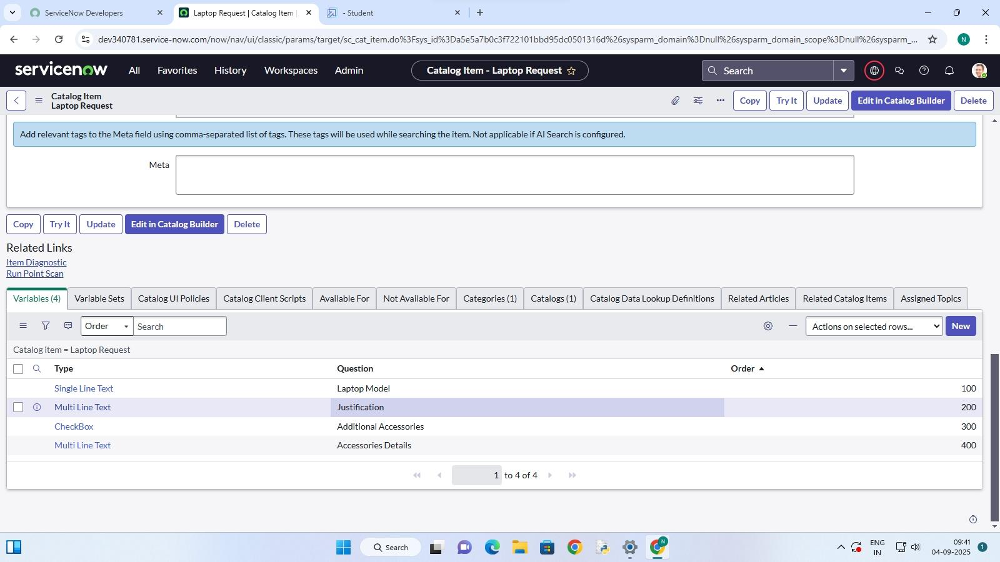 ServiceNow Developers
Laptop Request | Catalog Item |
- Student
dev340781.service-now.com/now/nav/ui/classic/params/target/sc_cat_item.do%3Fsys_id%3Da5e5a7b0c3f722101bbd95dc0501316d%26sysparm_domain%3Dnull%26sysparm_domain_scope%3Dnull%26sysparm_...
N
servicenow
All
Favorites
History
Workspaces
Admin
Catalog Item - Laptop Request
Search
Catalog Item
Laptop Request
Copy
Try It
Update
Edit in Catalog Builder
Delete
Add relevant tags to the Meta field using comma-separated list of tags. These tags will be used while searching the item. Not applicable if AI Search is configured.
Meta
Copy
Try It
Update
Edit in Catalog Builder
Delete
Related Links
Item Diagnostic
Run Point Scan
Variables (4)
Variable Sets
Catalog UI Policies
Catalog Client Scripts
Available For
Not Available For
Categories (1)
Catalogs (1)
Catalog Data Lookup Definitions
Related Articles
Related Catalog Items
Assigned Topics
Order
Search
Actions on selected rows...
New
Catalog item = Laptop Request
Type Question Order
Single Line Text Laptop Model 100
Multi Line Text Justification 200
CheckBox Additional Accessories 300
Multi Line Text Accessories Details 400
1 to 4 of 4
Search
N
ENG
IN
09:41
04-09-2025
1